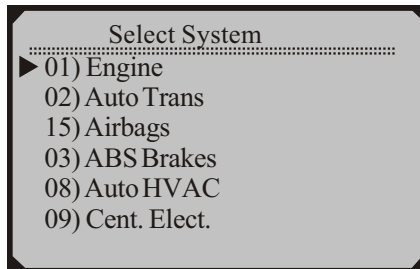 Select System
01) Engine
02) Auto Trans
15) Airbags
03) ABS Brakes
08) Auto HVAC
09) Cent. Elect.